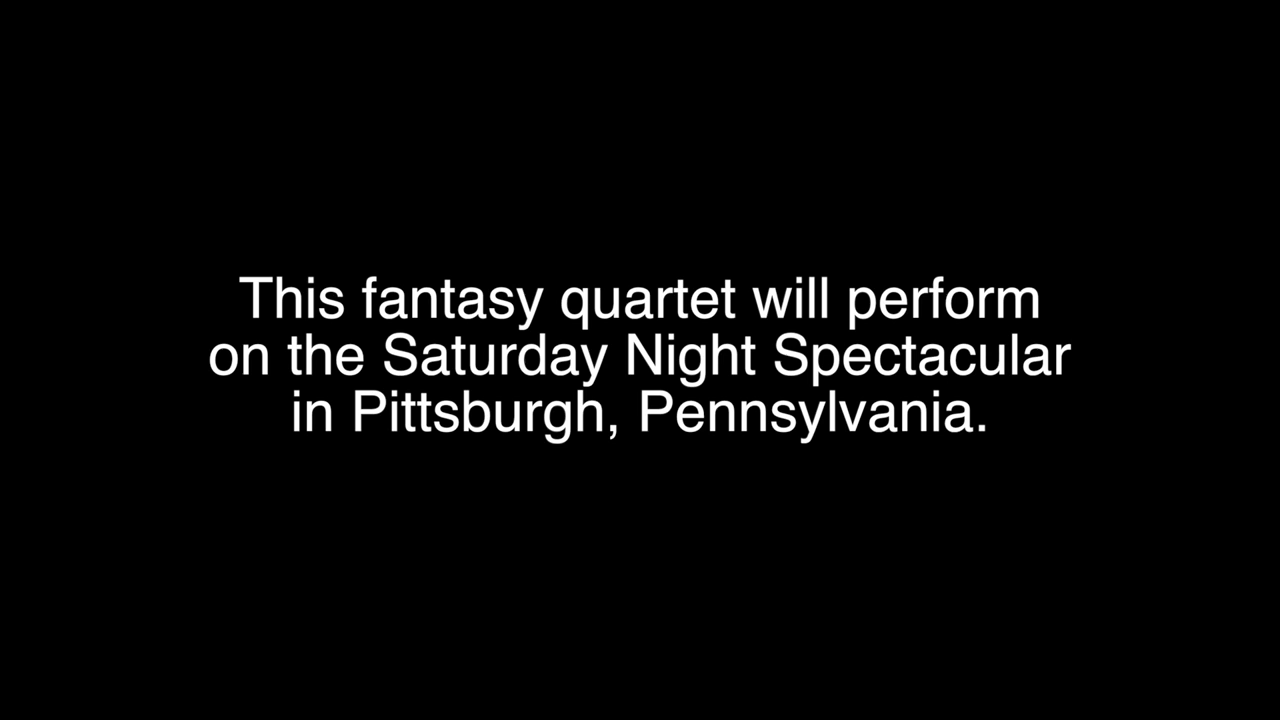 This fantasy quartet will perform
on the Saturday Night Spectacular
in Pittsburgh, Pennsylvania.